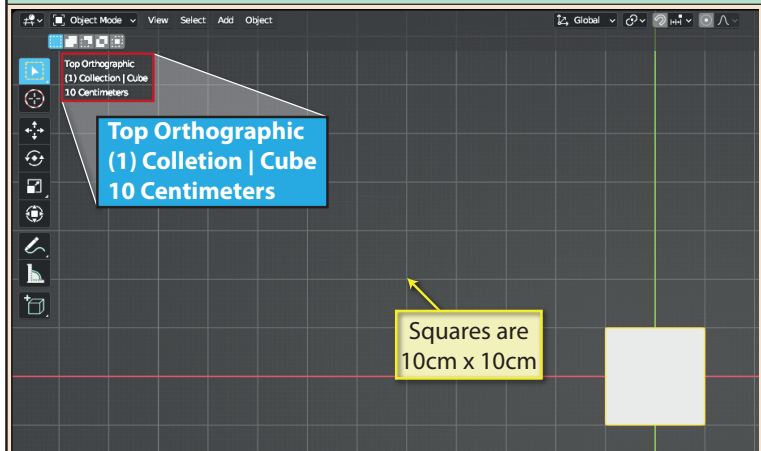 Object Mode View Select Add Object Global
Top Orthographic
(1) Collection | Cube
10 Centimeters
Top Orthographic
(1) Colletion | Cube
10 Centimeters
Squares are
10cm x 10cm